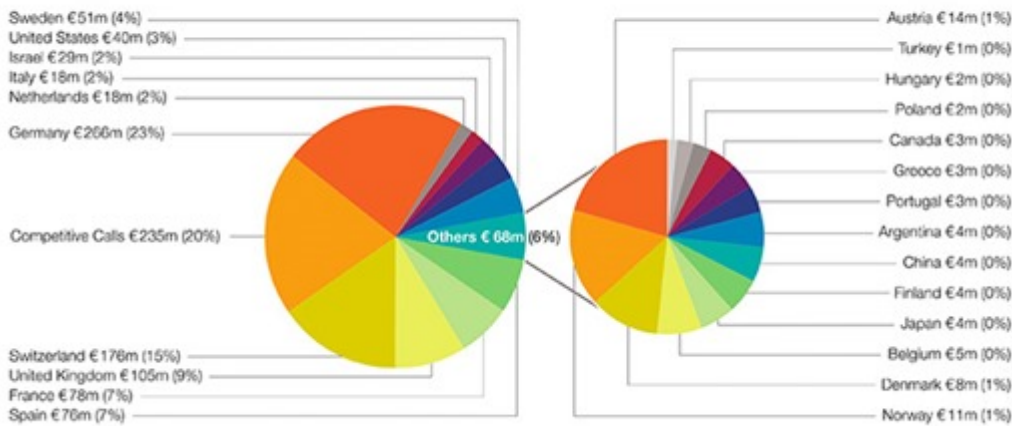 Sweden €51m (4%)
United States €40m (3%)
Israel €29m (2%)
Italy €18m (2%)
Netherlands €18m (2%)
Germany €266m (23%)
Competitive Calls €235m (20%)
Switzerland €176m (15%)
United Kingdom €105m (9%)
France €78m (7%)
Spain €76m (7%)
Others € 68m (6%)
Austria €14m (1%)
Turkey €1m (0%)
Hungary €2m (0%)
Poland €2m (0%)
Canada €3m (0%)
Greece €3m (0%)
Portugal €3m (0%)
Argentina €4m (0%)
China €4m (0%)
Finland €4m (0%)
Japan €4m (0%)
Belgium €5m (0%)
Denmark €8m (1%)
Norway €11m (1%)